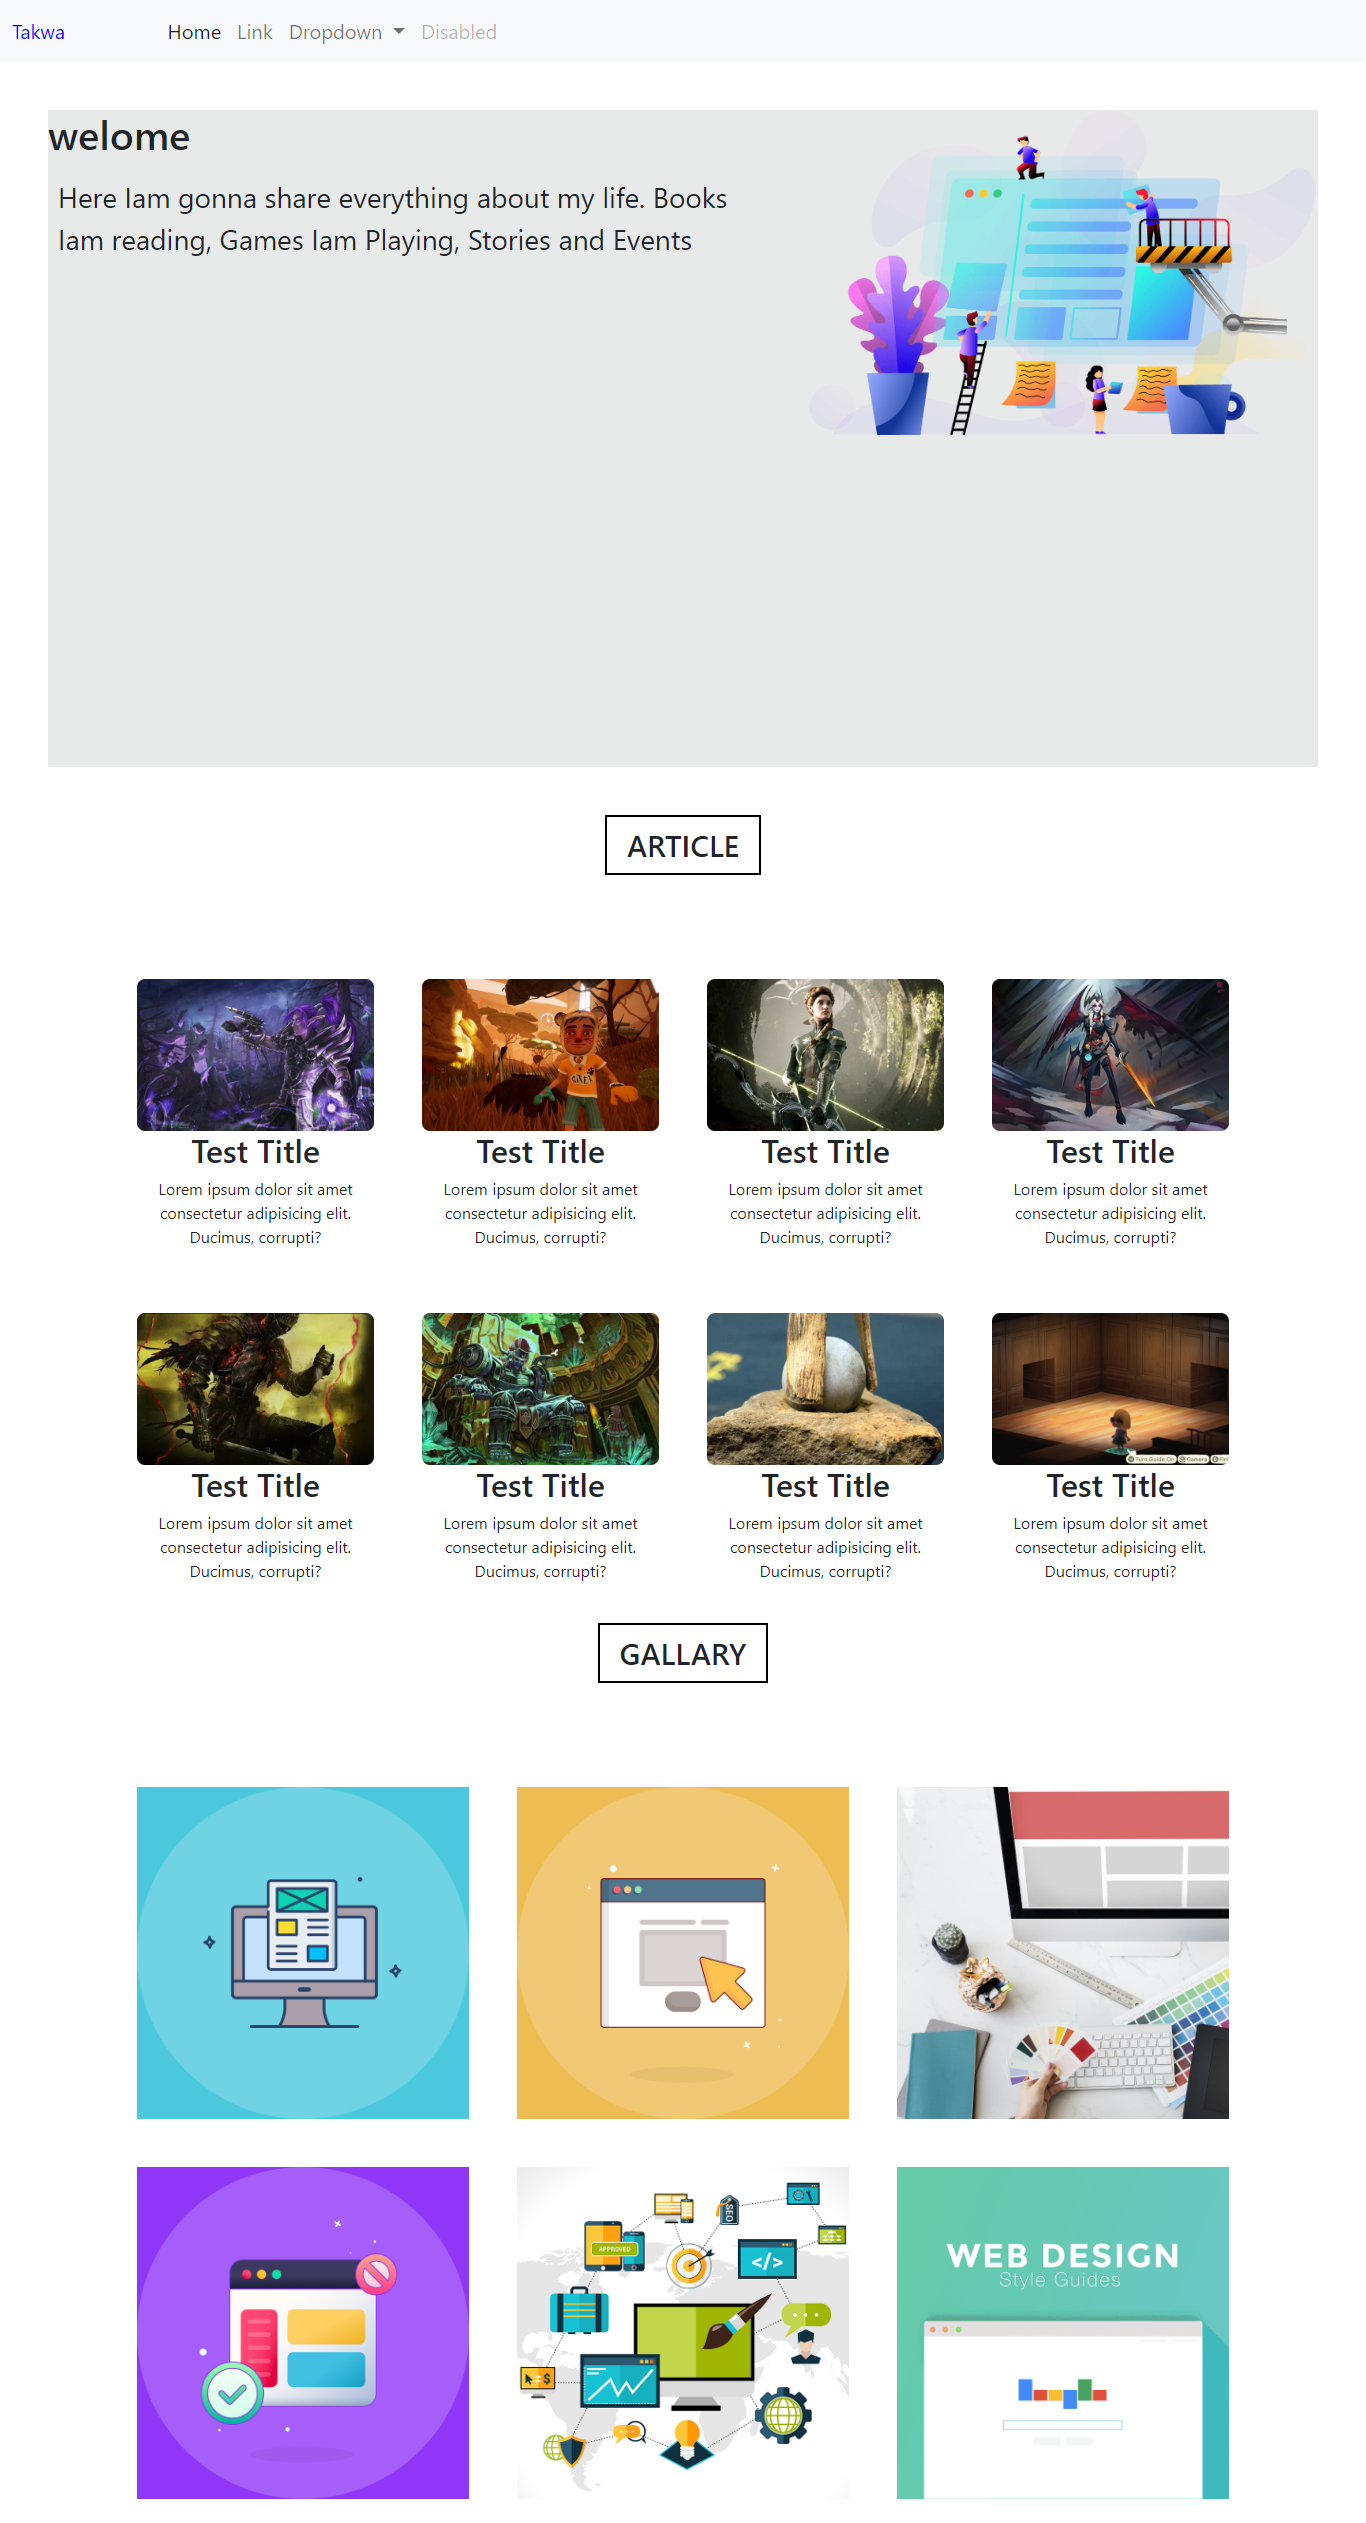 Takwa Home Link Dropdown Disabled
welome
Here Iam gonna share everything about my life. Books
Iam reading, Games Iam Playing, Stories and Events
ARTICLE
Test Title Test Title Test Title Test Title
Lorem ipsum dolor sit amet Lorem ipsum dolor sit amet Lorem ipsum dolor sit amet Lorem ipsum dolor sit amet
consectetur adipisicing elit. consectetur adipisicing elit. consectetur adipisicing elit. consectetur adipisicing elit.
Ducimus, corrupti? Ducimus, corrupti? Ducimus, corrupti? Ducimus, corrupti?
Turn Guide On Camera
Test Title Test Title Test Title Test Title
Lorem ipsum dolor sit amet Lorem ipsum dolor sit amet Lorem ipsum dolor sit amet Lorem ipsum dolor sit amet
consectetur adipisicing elit. consectetur adipisicing elit. consectetur adipisicing elit. consectetur adipisicing elit.
Ducimus, corrupti? Ducimus, corrupti? Ducimus, corrupti? Ducimus, corrupti?
GALLARY
SEO
APPROVED
</>
$
WEB DESIGN
Style Guides